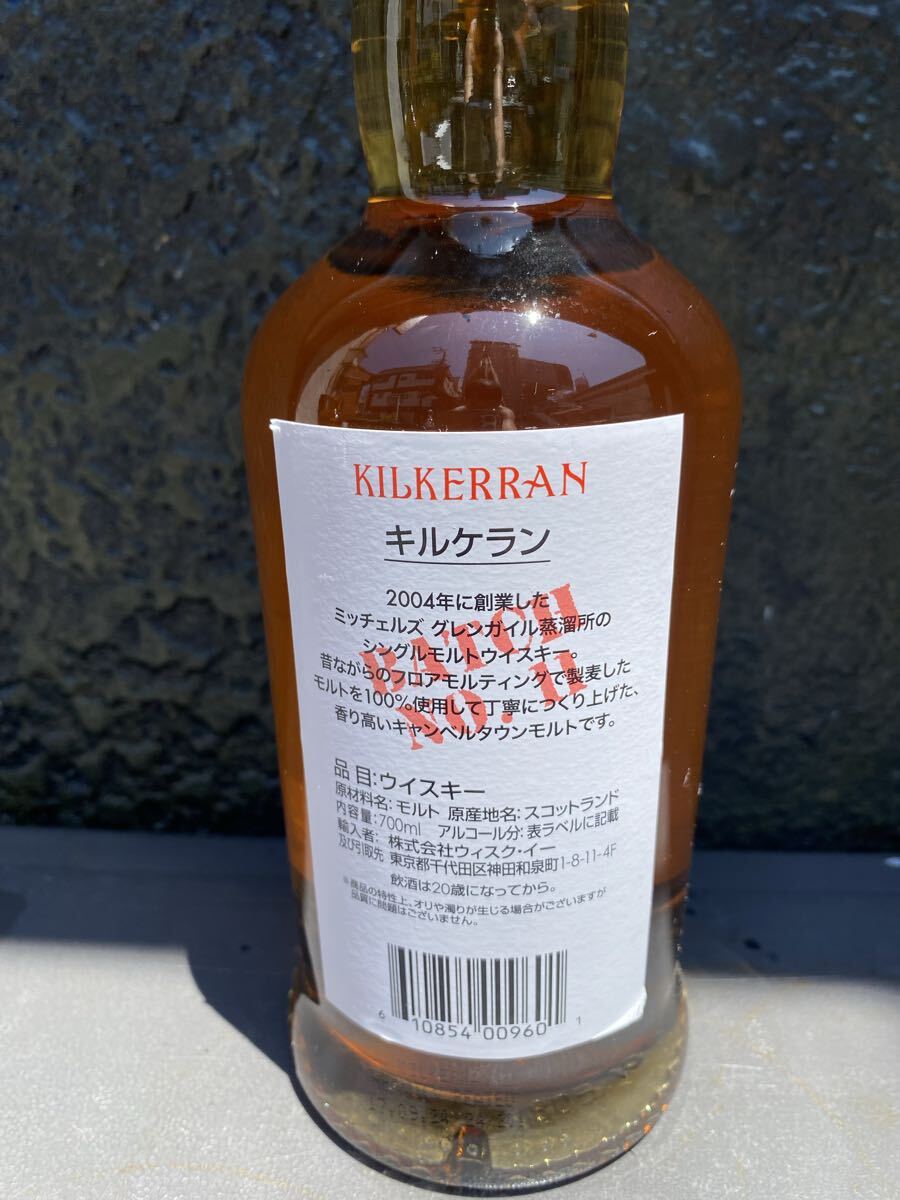 KILKERRAN
キルケラン
2004年に創業した
ミッチェルズ グレンガイル蒸溜所の
シングルモルトウイスキー。
昔ながらのフロアモルティングで製麦した
モルトを100%使用して丁寧につくり上げた、
香り高いキャンベルタウンモルトです。
BATCH
NO. 11
品目:ウイスキー
原材料名:モルト 原産地名:スコットランド
内容量:700ml アルコール分:表ラベルに記載
輸入者: 株式会社ウィスク・イー
及び引取先 東京都千代田区神田和泉町1-8-11-4F
飲酒は20歳になってから。
※商品の特性上、オリや濁りが生じる場合がございますが
品質に問題はございません。
6 10854 00960 1